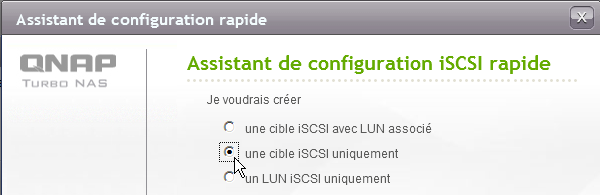 Assistant de configuration rapide
X
QNAP
TURBO NAS
Assistant de configuration iSCSI rapide
Je voudrais créer
une cible iSCSI avec LUN associé
une cible iSCSI uniquement
un LUN iSCSI uniquement